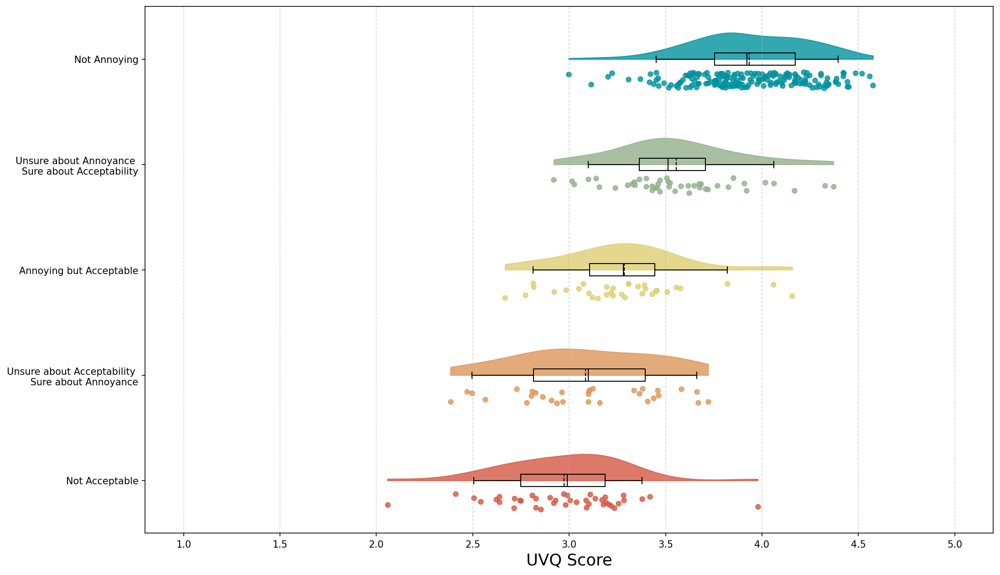 Not Annoying
Unsure about Annoyance
Sure about Acceptability
Annoying but Acceptable
Unsure about Acceptability
Sure about Annoyance
Not Acceptable
1.0 1.5 2.0 2.5 3.0 3.5 4.0 4.5 5.0
UVQ Score